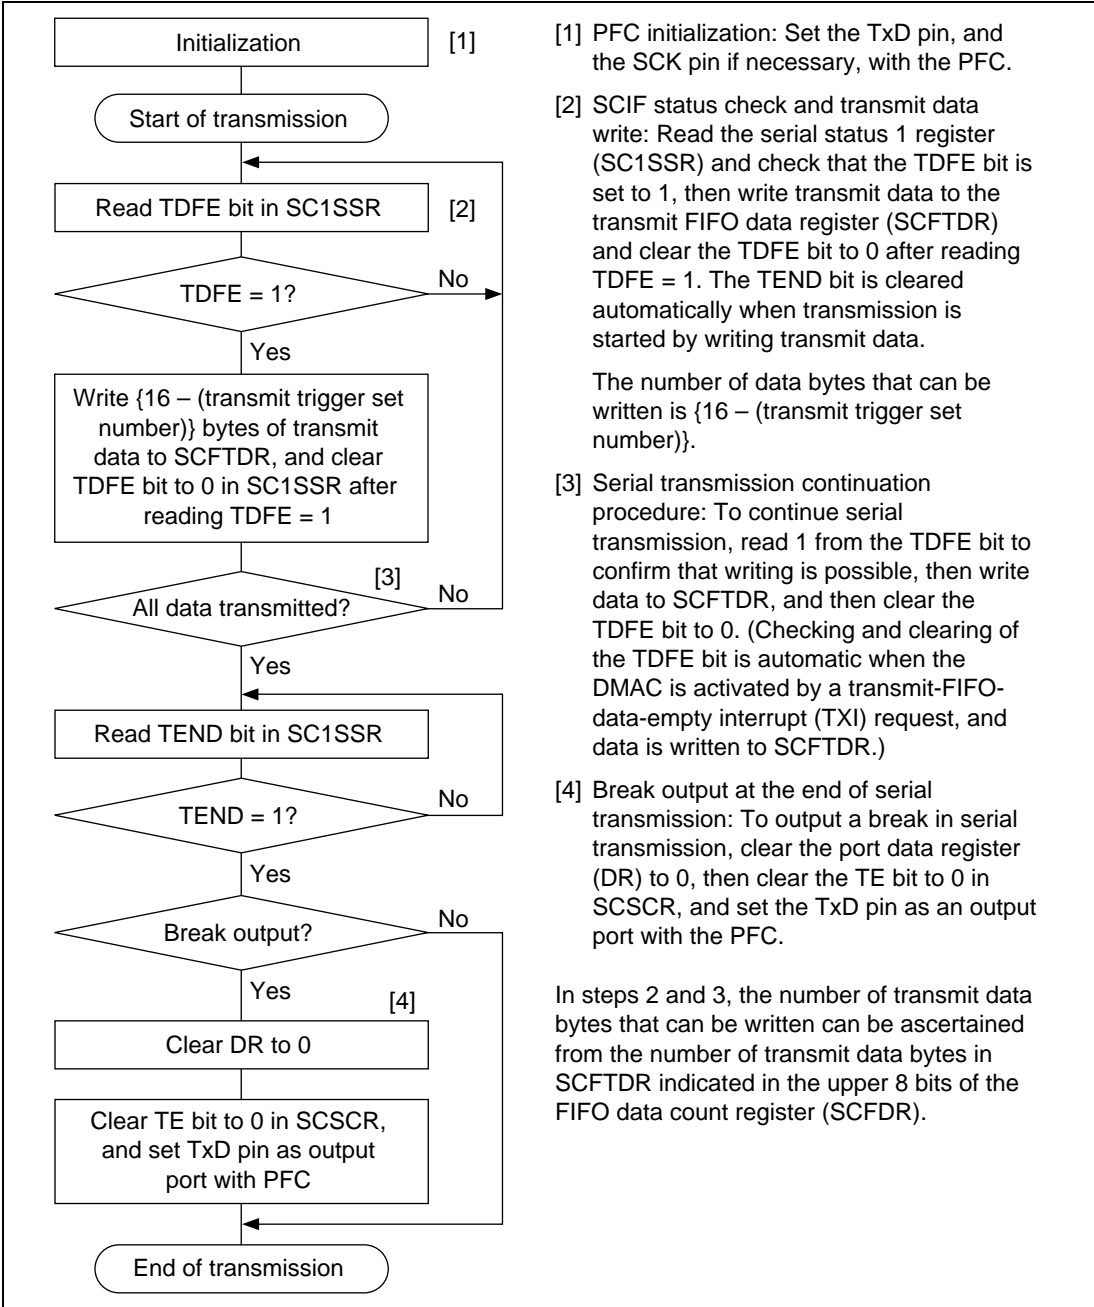 Initialization
[1]
Start of transmission
Read TDFE bit in SC1SSR
[2]
TDFE = 1?
No
Yes
Write {16 – (transmit trigger set
number)} bytes of transmit
data to SCFTDR, and clear
TDFE bit to 0 in SC1SSR after
reading TDFE = 1
[3]
All data transmitted?
No
Yes
Read TEND bit in SC1SSR
TEND = 1?
No
Yes
Break output?
No
Yes
[4]
Clear DR to 0
Clear TE bit to 0 in SCSCR,
and set TxD pin as output
port with PFC
End of transmission
[1] PFC initialization: Set the TxD pin, and
the SCK pin if necessary, with the PFC.
[2] SCIF status check and transmit data
write: Read the serial status 1 register
(SC1SSR) and check that the TDFE bit is
set to 1, then write transmit data to the
transmit FIFO data register (SCFTDR)
and clear the TDFE bit to 0 after reading
TDFE = 1. The TEND bit is cleared
automatically when transmission is
started by writing transmit data.
The number of data bytes that can be
written is {16 – (transmit trigger set
number)}.
[3] Serial transmission continuation
procedure: To continue serial
transmission, read 1 from the TDFE bit to
confirm that writing is possible, then write
data to SCFTDR, and then clear the
TDFE bit to 0. (Checking and clearing of
the TDFE bit is automatic when the
DMAC is activated by a transmit-FIFO-
data-empty interrupt (TXI) request, and
data is written to SCFTDR.)
[4] Break output at the end of serial
transmission: To output a break in serial
transmission, clear the port data register
(DR) to 0, then clear the TE bit to 0 in
SCSCR, and set the TxD pin as an output
port with the PFC.
In steps 2 and 3, the number of transmit data
bytes that can be written can be ascertained
from the number of transmit data bytes in
SCFTDR indicated in the upper 8 bits of the
FIFO data count register (SCFDR).